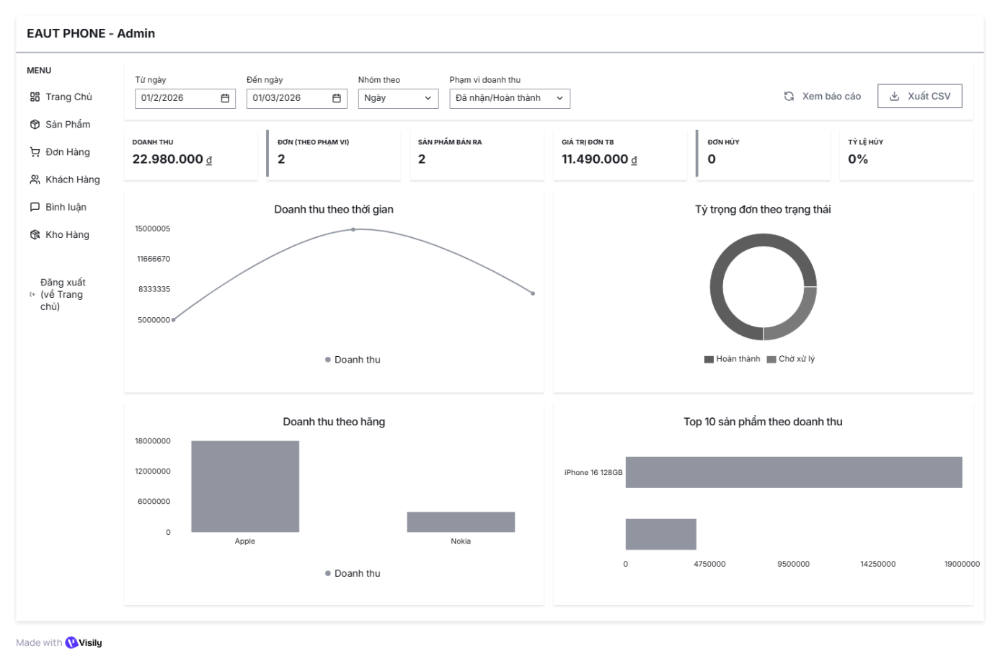 EAUT PHONE - Admin
MENU
Trang Chủ
Sản Phẩm
Đơn Hàng
Khách Hàng
Bình luận
Kho Hàng
Đăng xuất
(về Trang
chủ)
Từ ngày
01/2/2026
Đến ngày
01/03/2026
Nhóm theo
Ngày
Phạm vi doanh thu
Đã nhận/Hoàn thành
Xem báo cáo
Xuất CSV
DOANH THU
22.980.000 ₫
ĐƠN (THEO PHẠM VI)
2
SẢN PHẨM BÁN RA
2
GIÁ TRỊ ĐƠN TB
11.490.000 ₫
ĐƠN HỦY
0
TỶ LỆ HỦY
0%
Doanh thu theo thời gian
15000005
11666670
8333335
5000000
Doanh thu
Tỷ trọng đơn theo trạng thái
Hoàn thành
Chờ xử lý
Doanh thu theo hãng
18000000
12000000
6000000
0
Apple
Nokia
Doanh thu
Top 10 sản phẩm theo doanh thu
iPhone 16 128GB
0
4750000
9500000
14250000
19000000
Made with Visily